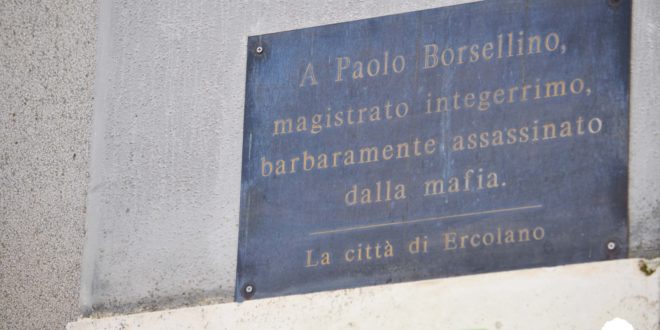 A Paolo Borsellino,
magistrato integerrimo,
barbaramente assassinato
dalla mafia.
La città di Ercolano